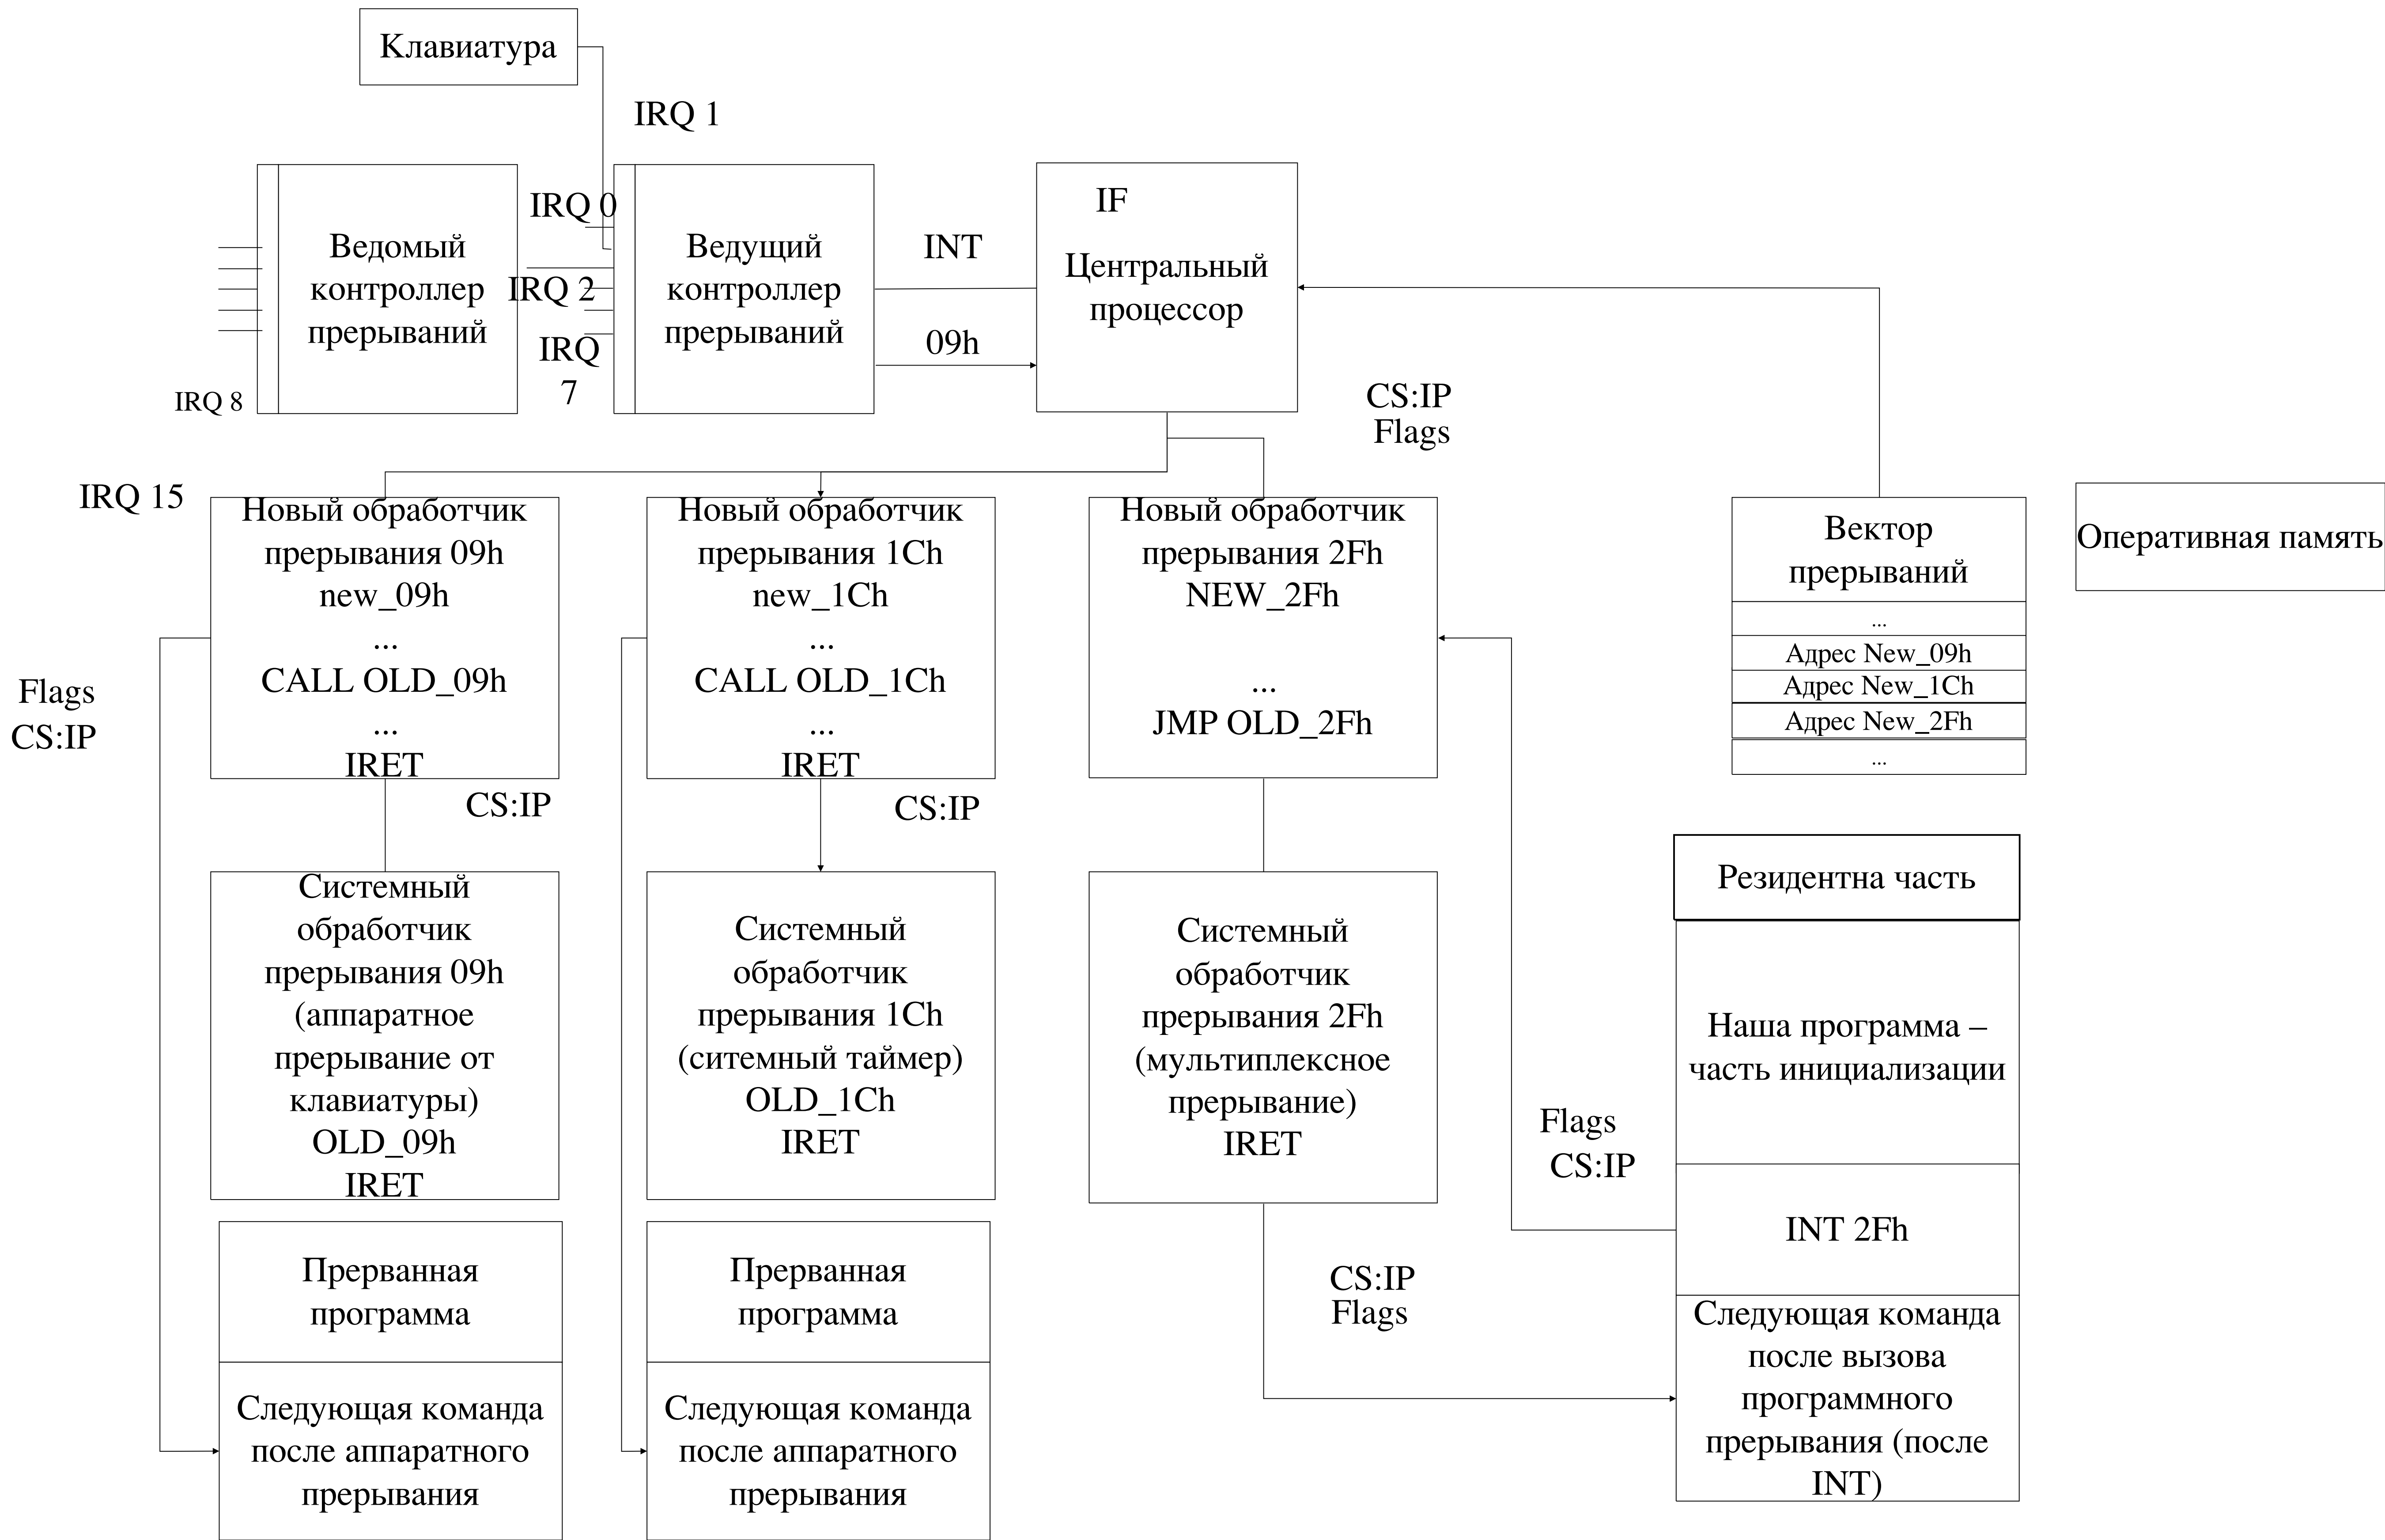 Клавиатура
IRQ 1
Ведомый
контроллер
прерываний
IRQ 8
IRQ 15
IRQ 0
IRQ 2
IRQ
7
Ведущий
контроллер
прерываний
INT
09h
IF
Центральный
процессор
CS:IP
Flags
Новый обработчик
прерывания 09h
new_09h
...
CALL OLD_09h
...
IRET
Flags
CS:IP
CS:IP
Новый обработчик
прерывания 1Ch
new_1Ch
...
CALL OLD_1Ch
...
IRET
CS:IP
Новый обработчик
прерывания 2Fh
NEW_2Fh
...
JMP OLD_2Fh
Вектор
прерываний
...
Адрес New_09h
Адрес New_1Ch
Адрес New_2Fh
...
Оперативная память
Системный
обработчик
прерывания 09h
(аппаратное
прерывание от
клавиатуры)
OLD_09h
IRET
Системный
обработчик
прерывания 1Ch
(ситемный таймер)
OLD_1Ch
IRET
Системный
обработчик
прерывания 2Fh
(мультиплексное
прерывание)
IRET
Резидентна часть
Наша программа –
часть инициализации
Flags
CS:IP
INT 2Fh
CS:IP
Flags
Следующая команда
после вызова
программного
прерывания (после
INT)
Прерванная
программа
Следующая команда
после аппаратного
прерывания
Прерванная
программа
Следующая команда
после аппаратного
прерывания